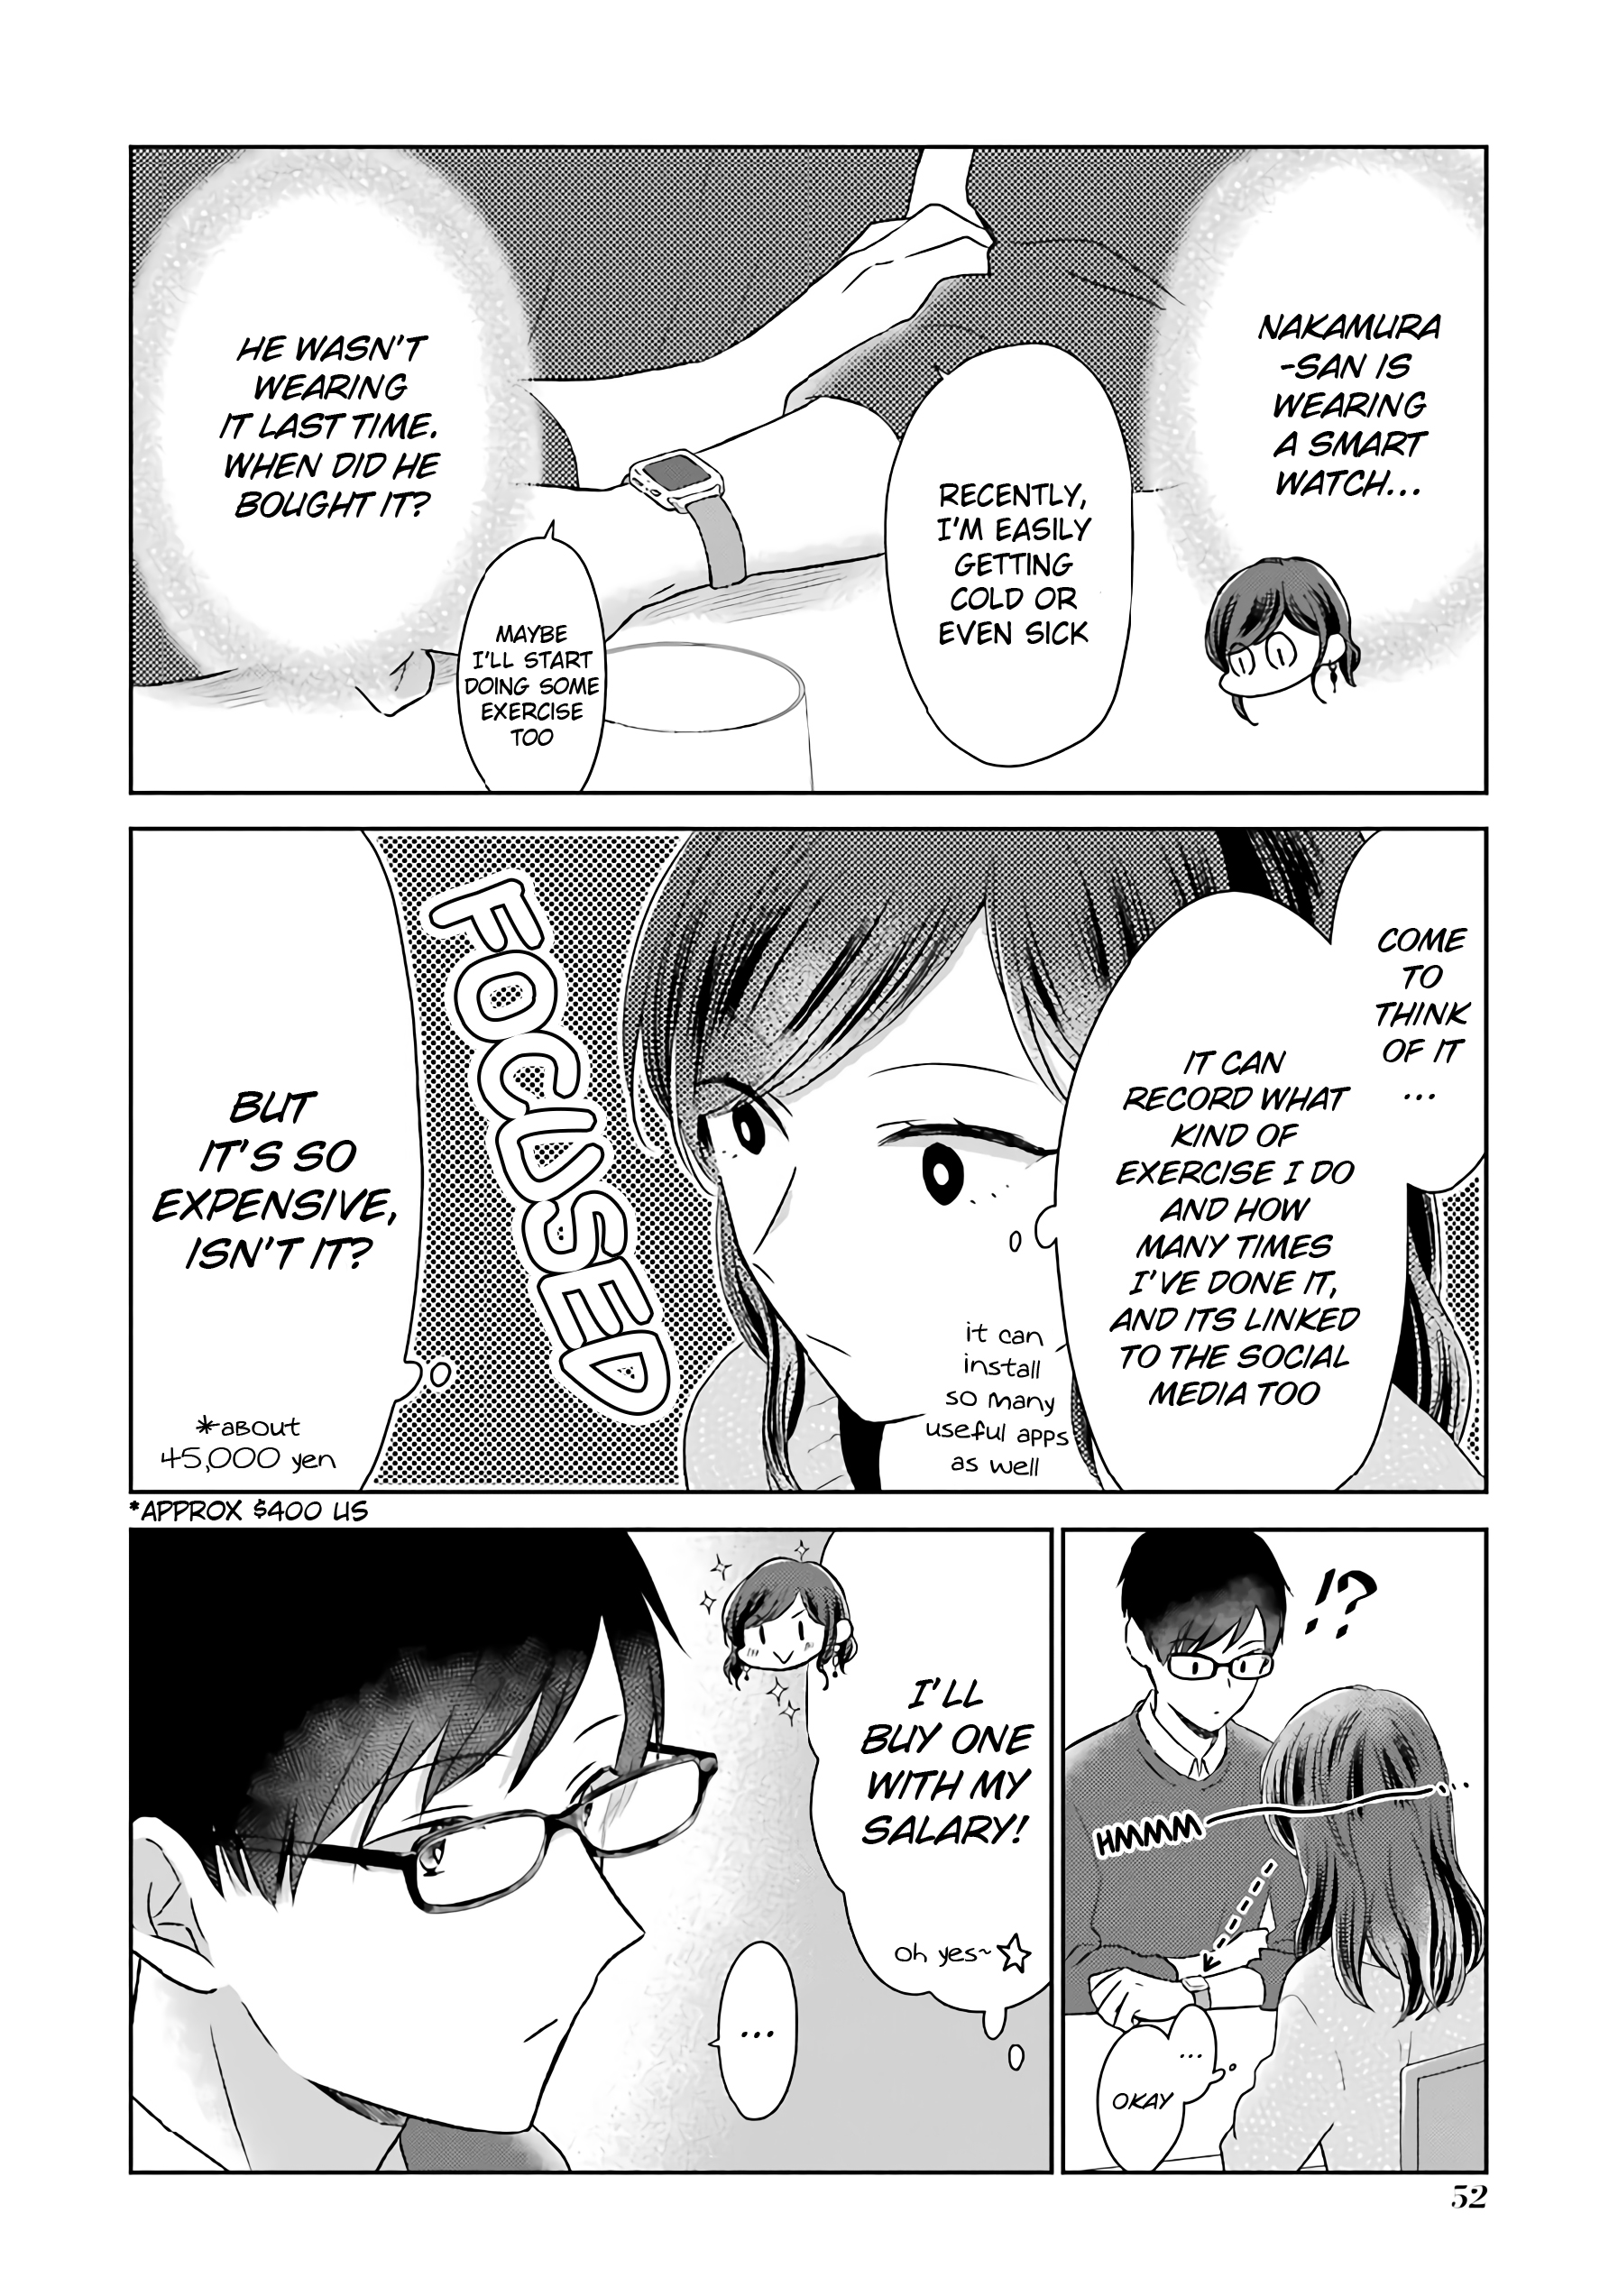 NAKAMURA
-SAN IS
WEARING
A SMART
WATCH...
RECENTLY,
I'M EASILY
GETTING
COLD OR
EVEN SICK
HE WASN'T
WEARING
IT LAST TIME.
WHEN DID HE
BOUGHT IT?
MAYBE
I'LL START
DOING SOME
EXERCISE
TOO
COME
TO
THINK
OF IT
...
IT CAN
RECORD WHAT
KIND OF
EXERCISE I DO
AND HOW
MANY TIMES
I'VE DONE IT,
AND ITS LINKED
TO THE SOCIAL
MEDIA TOO
it can
install
so many
useful apps
as well
FOCUSED
BUT
IT'S SO
EXPENSIVE,
ISN'T IT?
*about
45,000 yen
*APPROX $400 US
!?
HMMM
...
...
OKAY
I'LL
BUY ONE
WITH MY
SALARY!
oh yes~☆
...
52